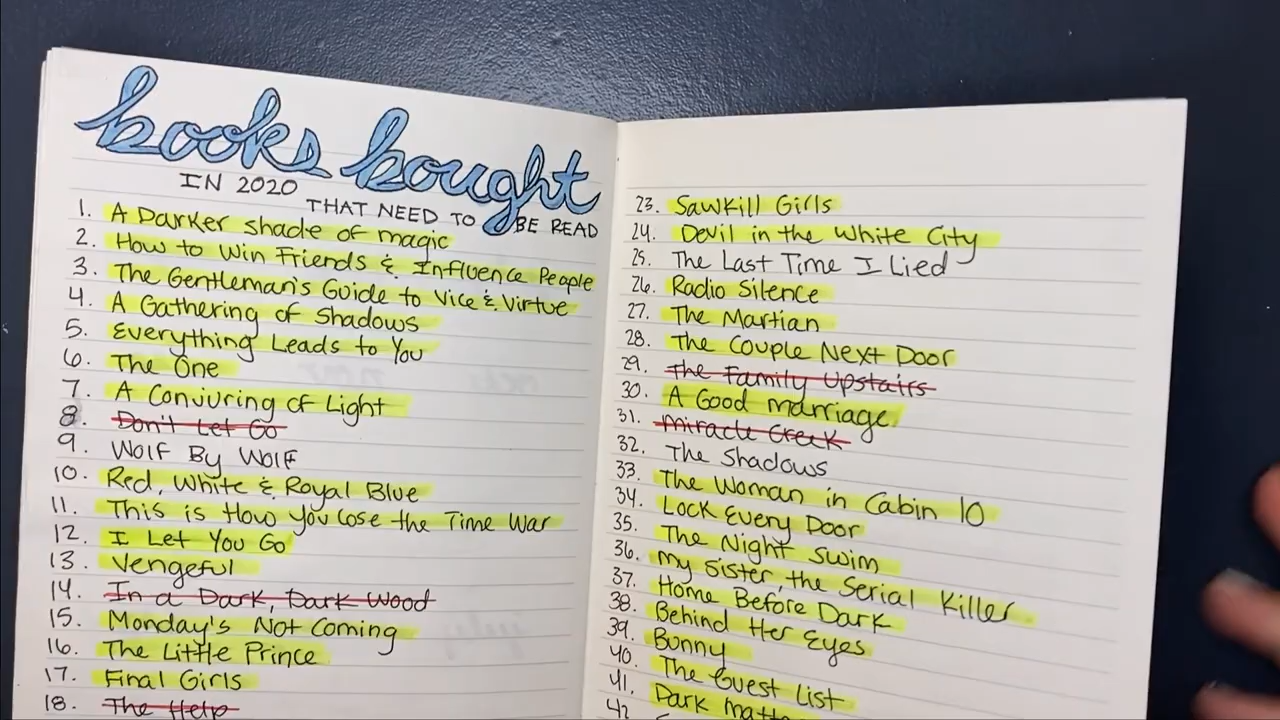 books bought
IN 2020
THAT NEED TO BE READ
1. A Darker shade of magic
2. How to Win Friends & Influence People
3. The Gentleman's Guide to Vice & Virtue
4. A Gathering of Shadows
5. Everything Leads to You
6. The One
7. A Conjuring of Light
8. Don't Let Go
9. Wolf By Wolf
10. Red, White & Royal Blue
11. This is How You Lose the Time War
12. I Let You Go
13. Vengeful
14. In a Dark, Dark Wood
15. Monday's Not Coming
16. The Little Prince
17. Final Girls
18. The Help
23. Sawkill Girls
24. Devil in the White City
25. The Last Time I Lied
26. Radio Silence
27. The Martian
28. The Couple Next Door
29. The Family Upstairs
30. A Good marriage
31. Miracle Creek
32. The Shadows
33. The Woman in Cabin 10
34. Lock Every Door
35. The Night Swim
36. My Sister the Serial Killer
37. Home Before Dark
38. Behind Her Eyes
39. Bunny
40. The Guest List
41. Dark Matter
42